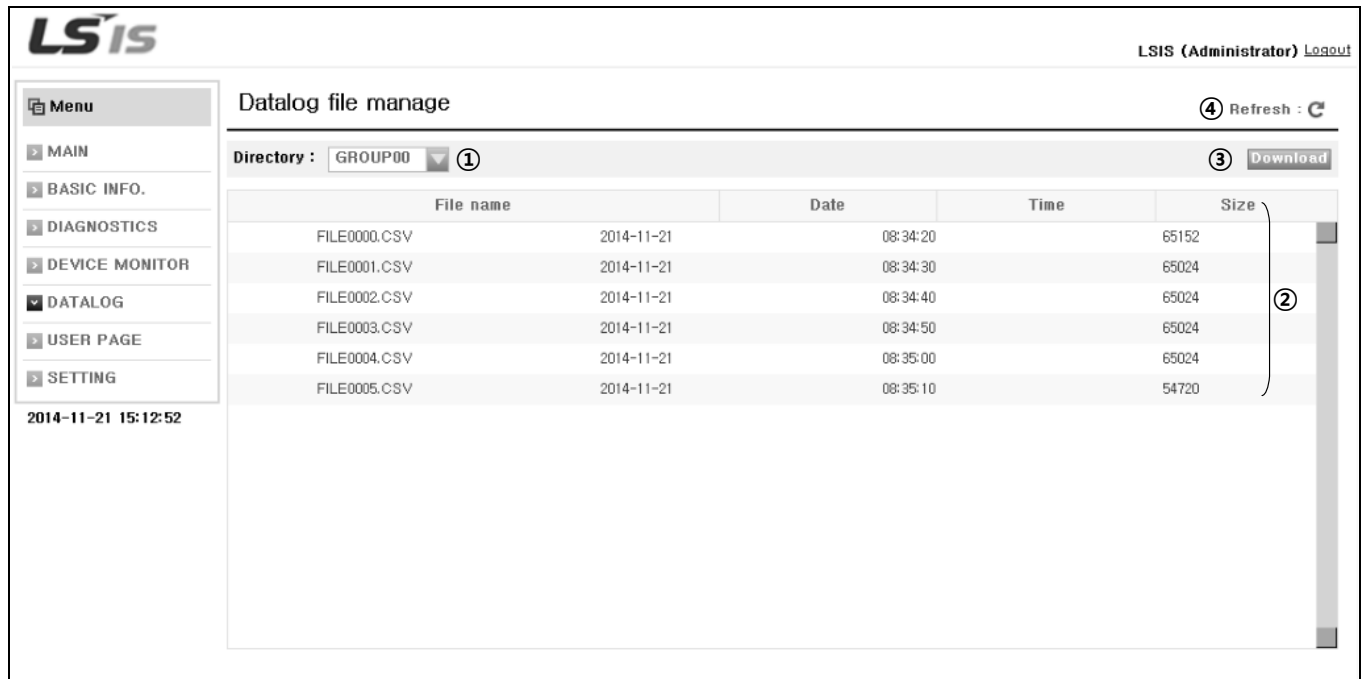 LSIS
LSIS (Administrator) Logout
Menu
MAIN
BASIC INFO.
DIAGNOSTICS
DEVICE MONITOR
DATALOG
USER PAGE
SETTING
2014-11-21 15:12:52
Datalog file manage
④ Refresh :
Directory : GROUP00 ① ③ Download
File name Date Time Size
FILE0000.CSV 2014-11-21 08:34:20 65152
FILE0001.CSV 2014-11-21 08:34:30 65024
FILE0002.CSV 2014-11-21 08:34:40 65024
②
FILE0003.CSV 2014-11-21 08:34:50 65024
FILE0004.CSV 2014-11-21 08:35:00 65024
FILE0005.CSV 2014-11-21 08:35:10 54720